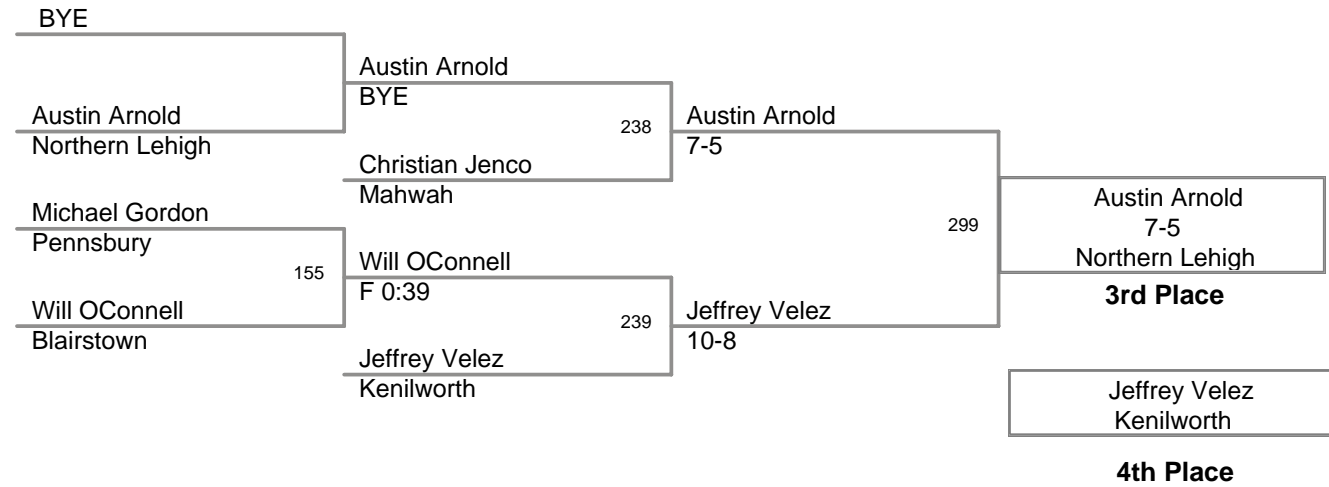 BYE
Austin Arnold
BYE
Austin Arnold
Northern Lehigh
238
Austin Arnold
7-5
Christian Jenco
Mahwah
Michael Gordon
Pennsbury
155
Will OConnell
F 0:39
Will OConnell
Blairstown
239
Jeffrey Velez
10-8
Jeffrey Velez
Kenilworth
299
Austin Arnold
7-5
Northern Lehigh
3rd Place
Jeffrey Velez
Kenilworth
4th Place